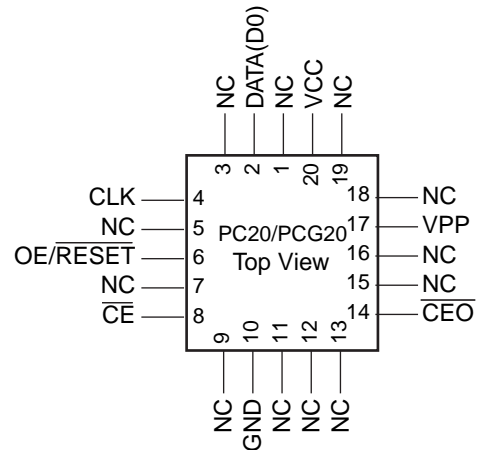 NC
DATA(D0)
NC
VCC
NC
3
2
1
20
19
CLK 4
NC 5
OE/RESET 6
NC 7
CE 8
PC20/PCG20
Top View
18 NC
17 VPP
16 NC
15 NC
14 CEO
9
10
11
12
13
NC
GND
NC
NC
NC